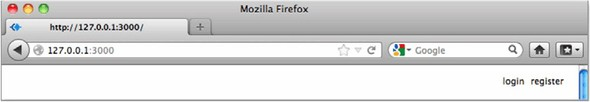 Mozilla Firefox
http://127.0.0.1:3000/
127.0.0.1:3000 Google
login register